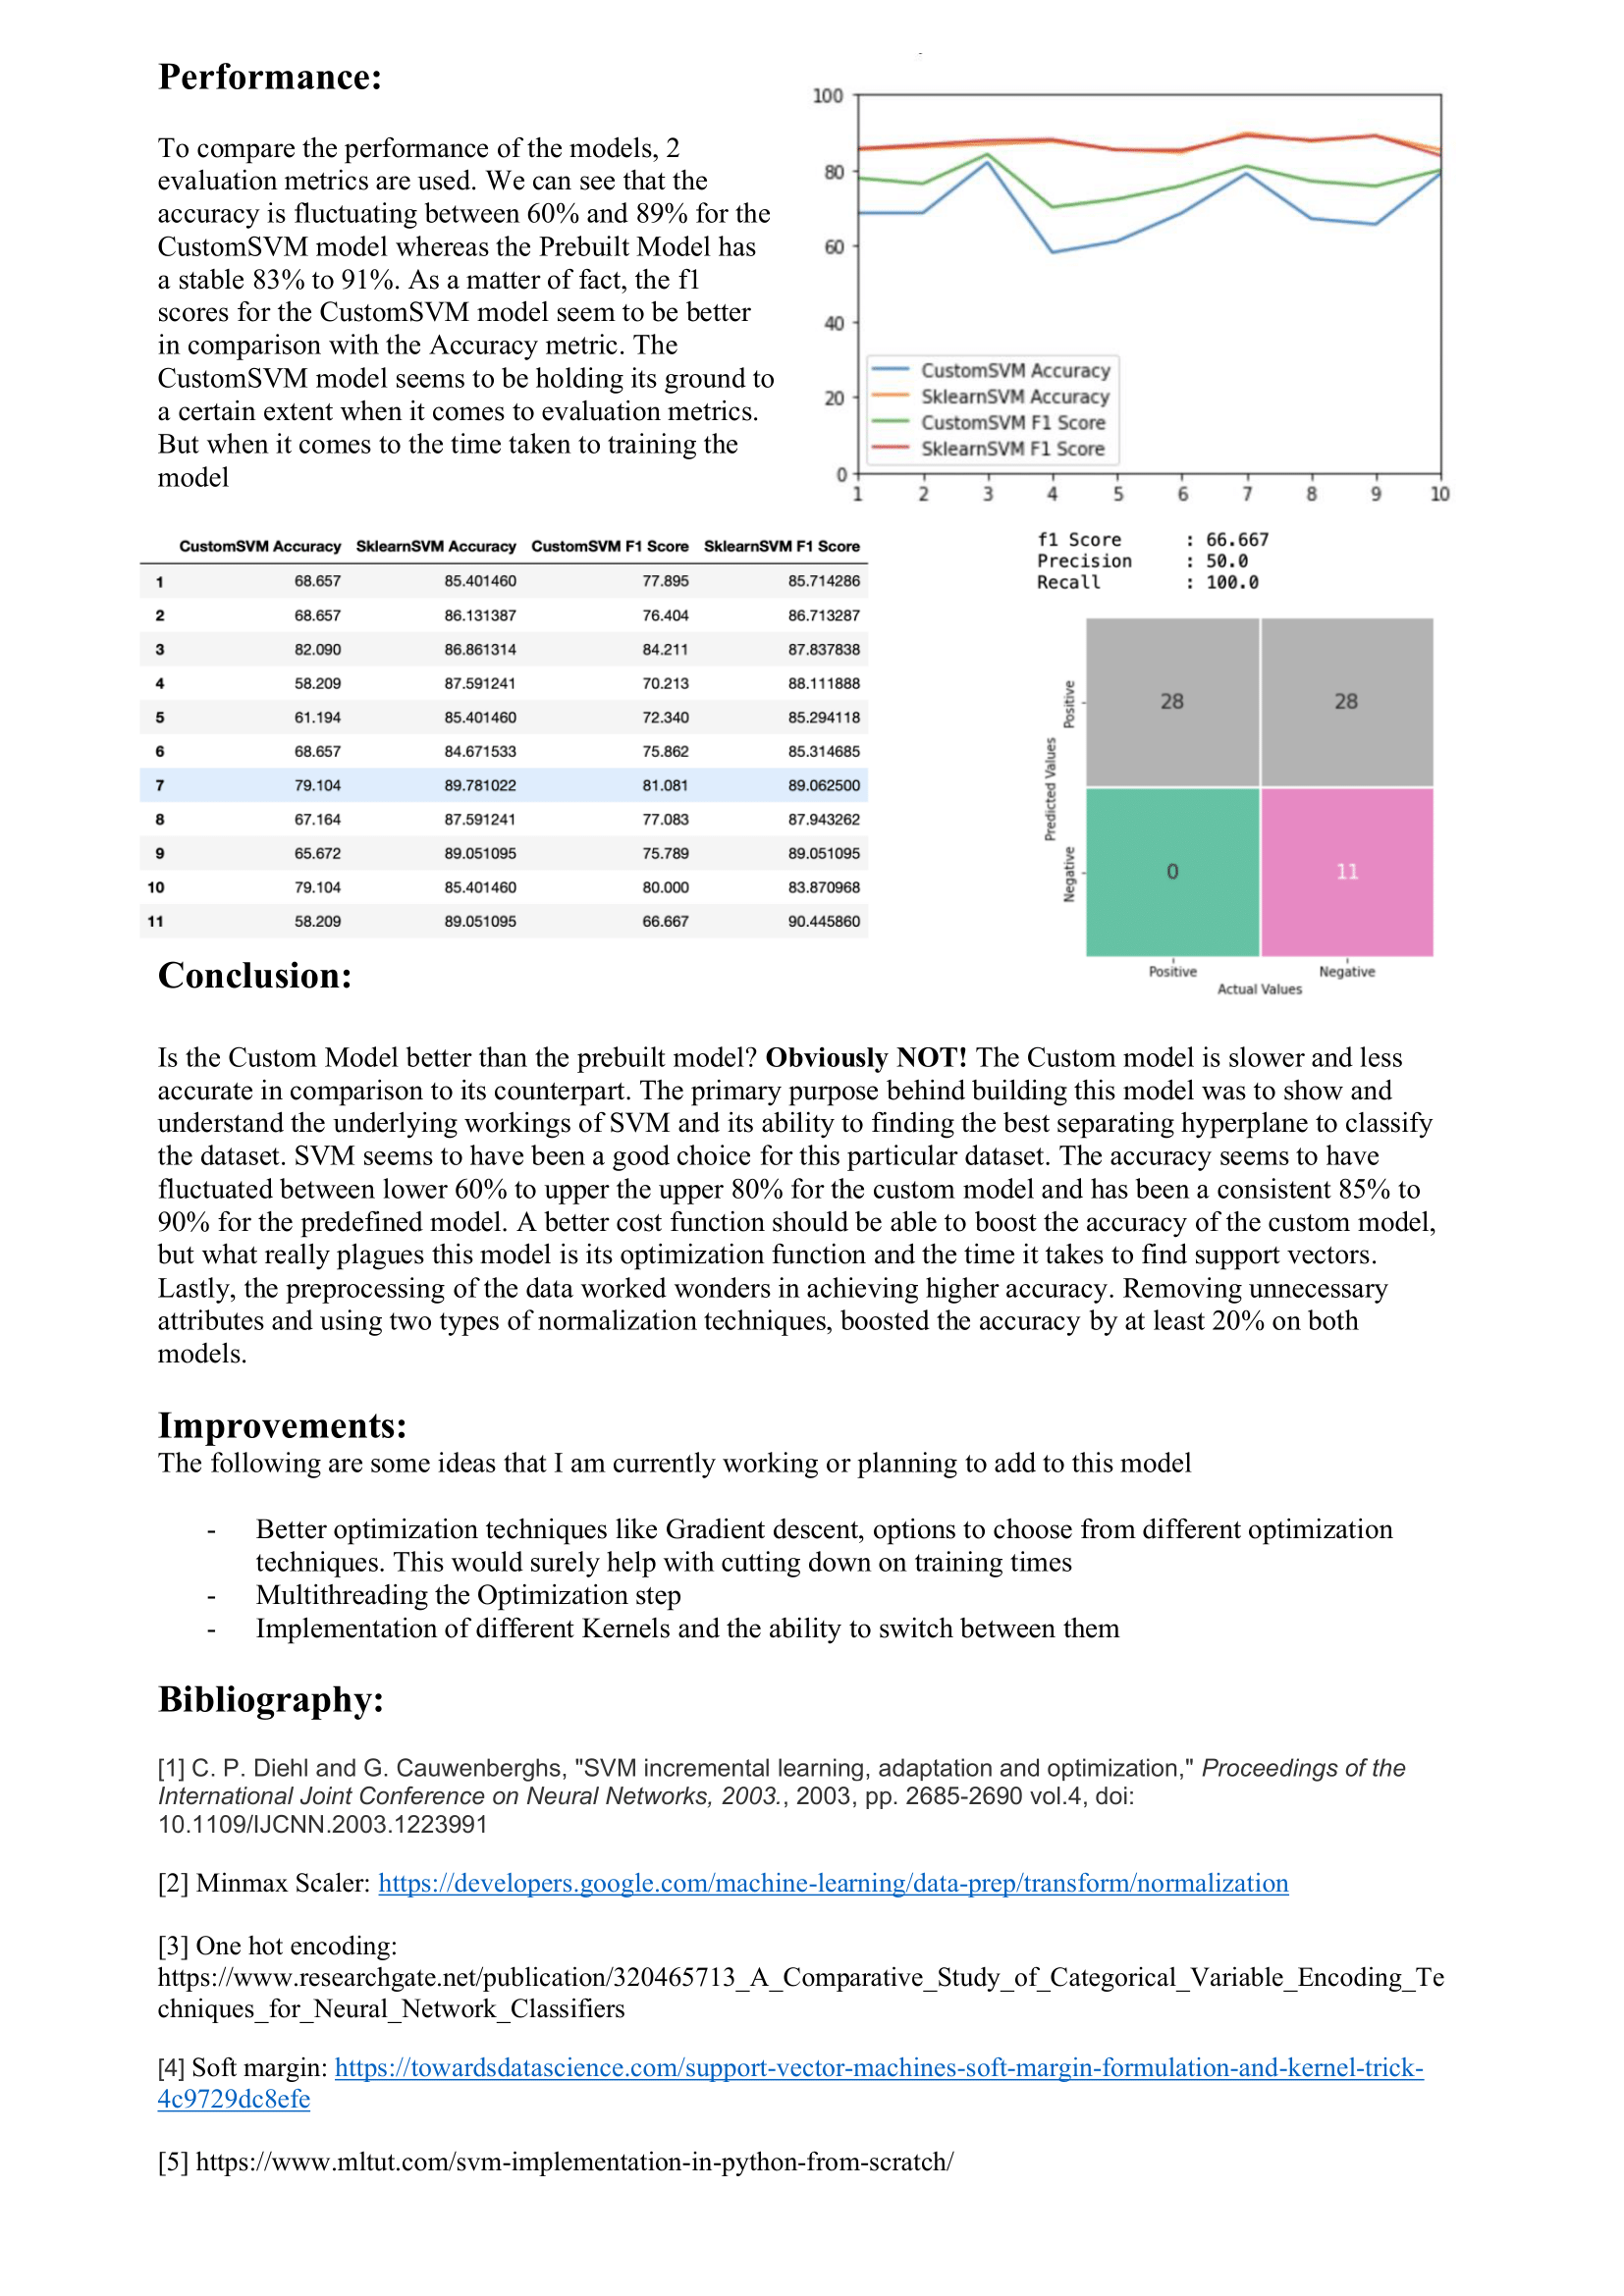 Performance:
To compare the performance of the models, 2
evaluation metrics are used. We can see that the
accuracy is fluctuating between 60% and 89% for the
CustomSVM model whereas the Prebuilt Model has
a stable 83% to 91%. As a matter of fact, the f1
scores for the CustomSVM model seem to be better
in comparison with the Accuracy metric. The
CustomSVM model seems to be holding its ground to
a certain extent when it comes to evaluation metrics.
But when it comes to the time taken to training the
model
100
80
60
40
20
0
CustomSVM Accuracy
SklearnSVM Accuracy
CustomSVM F1 Score
SklearnSVM F1 Score
1 2 3 4 5 6 7 8 9 10
CustomSVM Accuracy SklearnSVM Accuracy CustomSVM F1 Score SklearnSVM F1 Score
1 68.657 85.401460 77.895 85.714286
2 68.657 86.131387 76.404 86.713287
3 82.090 86.861314 84.211 87.837838
4 58.209 87.591241 70.213 88.111888
5 61.194 85.401460 72.340 85.294118
6 68.657 84.671533 75.862 85.314685
7 79.104 89.781022 81.081 89.062500
8 67.164 87.591241 77.083 87.943262
9 65.672 89.051095 75.789 89.051095
10 79.104 85.401460 80.000 83.870968
11 58.209 89.051095 66.667 90.445860
f1 Score : 66.667
Precision : 50.0
Recall : 100.0
Predicted Values
Positive
28 28
Negative
0 11
Positive Negative
Actual Values
Conclusion:
Is the Custom Model better than the prebuilt model? Obviously NOT! The Custom model is slower and less
accurate in comparison to its counterpart. The primary purpose behind building this model was to show and
understand the underlying workings of SVM and its ability to finding the best separating hyperplane to classify
the dataset. SVM seems to have been a good choice for this particular dataset. The accuracy seems to have
fluctuated between lower 60% to upper the upper 80% for the custom model and has been a consistent 85% to
90% for the predefined model. A better cost function should be able to boost the accuracy of the custom model,
but what really plagues this model is its optimization function and the time it takes to find support vectors.
Lastly, the preprocessing of the data worked wonders in achieving higher accuracy. Removing unnecessary
attributes and using two types of normalization techniques, boosted the accuracy by at least 20% on both
models.
Improvements:
The following are some ideas that I am currently working or planning to add to this model
- Better optimization techniques like Gradient descent, options to choose from different optimization
techniques. This would surely help with cutting down on training times
- Multithreading the Optimization step
- Implementation of different Kernels and the ability to switch between them
Bibliography:
[1] C. P. Diehl and G. Cauwenberghs, "SVM incremental learning, adaptation and optimization," Proceedings of the
International Joint Conference on Neural Networks, 2003., 2003, pp. 2685-2690 vol.4, doi:
10.1109/IJCNN.2003.1223991
[2] Minmax Scaler: https://developers.google.com/machine-learning/data-prep/transform/normalization
[3] One hot encoding:
https://www.researchgate.net/publication/320465713_A_Comparative_Study_of_Categorical_Variable_Encoding_Te
chniques_for_Neural_Network_Classifiers
[4] Soft margin: https://towardsdatascience.com/support-vector-machines-soft-margin-formulation-and-kernel-trick-
4c9729dc8efe
[5] https://www.mltut.com/svm-implementation-in-python-from-scratch/